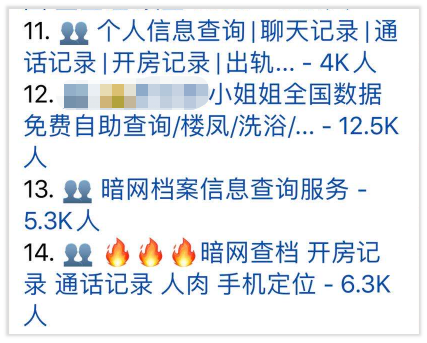 11. 👥 个人信息查询|聊天记录|通
话记录|开房记录|出轨... - 4K人
12. 小姐姐全国数据
免费自助查询/楼凤/洗浴/... - 12.5K
人
13. 👥 暗网档案信息查询服务 -
5.3K人
14. 👥 🔥🔥🔥暗网查档 开房记
录 通话记录 人肉 手机定位 - 6.3K
人